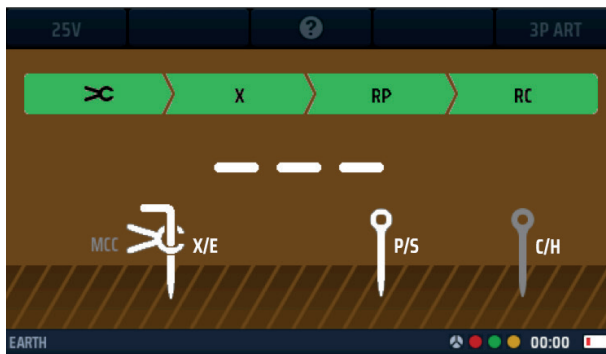 25V ? 3P ART
X RP RC
MCC X/E P/S C/H
EARTH 00:00